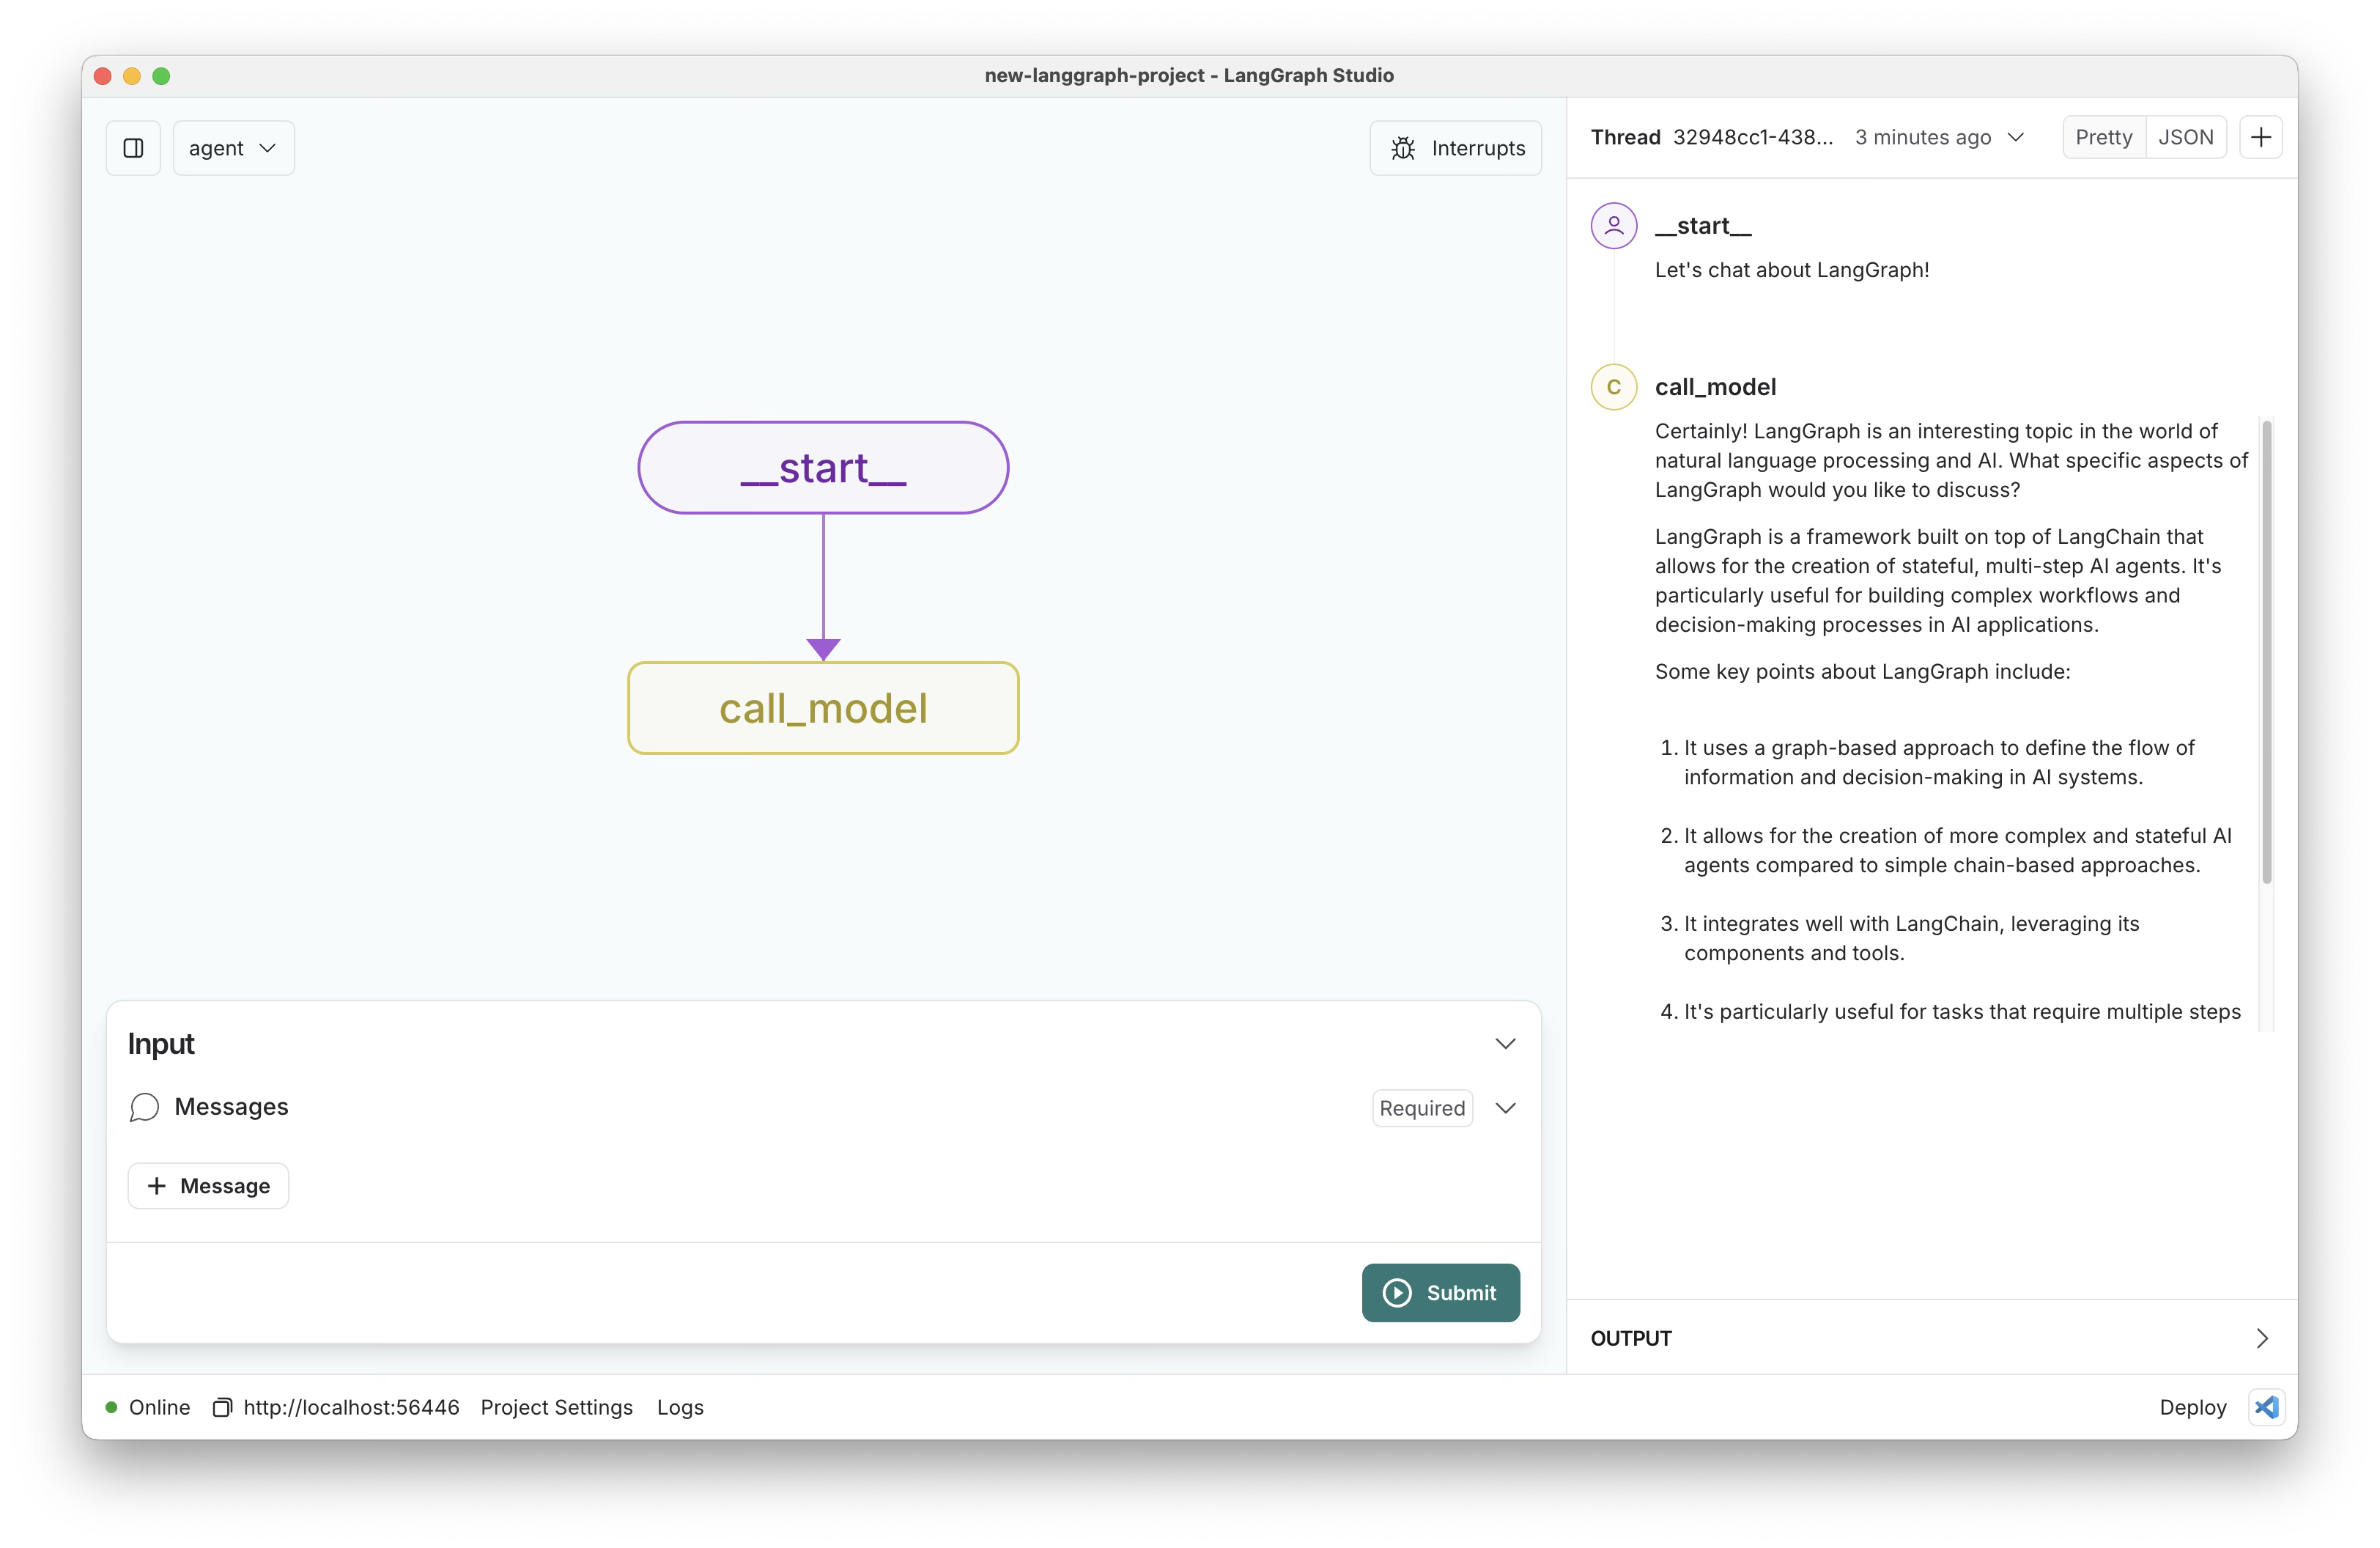 new-langgraph-project - LangGraph Studio
agent
Interrupts
__start__
call_model
Input
Messages
Required
+ Message
Submit
Thread 32948cc1-438... 3 minutes ago
Pretty JSON
__start__
Let's chat about LangGraph!
C call_model
Certainly! LangGraph is an interesting topic in the world of
natural language processing and AI. What specific aspects of
LangGraph would you like to discuss?
LangGraph is a framework built on top of LangChain that
allows for the creation of stateful, multi-step AI agents. It's
particularly useful for building complex workflows and
decision-making processes in AI applications.
Some key points about LangGraph include:
1. It uses a graph-based approach to define the flow of
information and decision-making in AI systems.
2. It allows for the creation of more complex and stateful AI
agents compared to simple chain-based approaches.
3. It integrates well with LangChain, leveraging its
components and tools.
4. It's particularly useful for tasks that require multiple steps
OUTPUT
Online http://localhost:56446 Project Settings Logs
Deploy